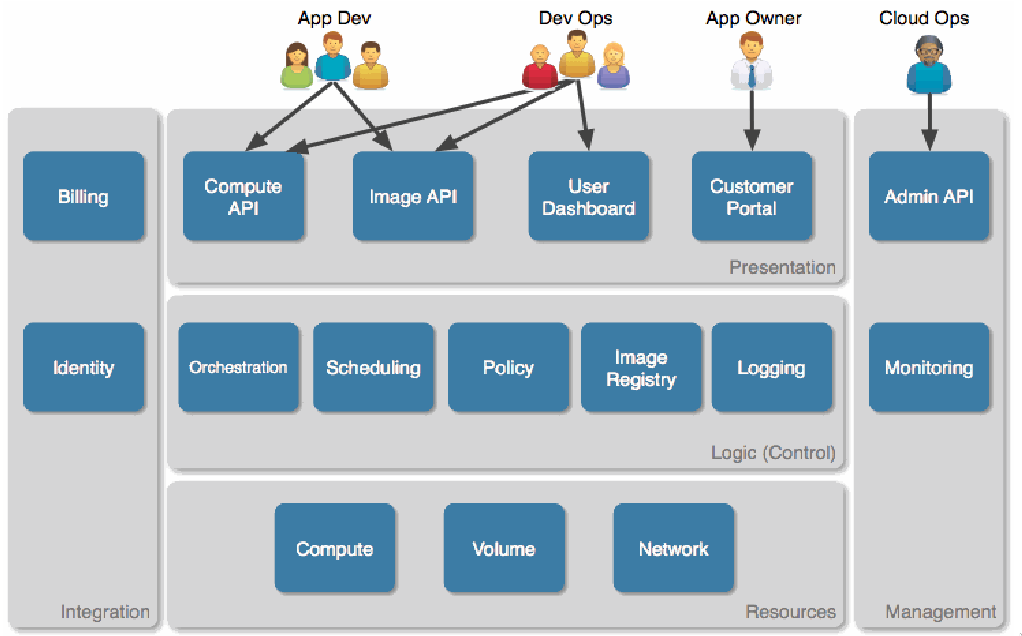 App Dev
Dev Ops
App Owner
Cloud Ops
Billing
Compute
API
Image API
User
Dashboard
Customer
Portal
Admin API
Presentation
Identity
Orchestration
Scheduling
Policy
Image
Registry
Logging
Monitoring
Logic (Control)
Compute
Volume
Network
Integration
Resources
Management